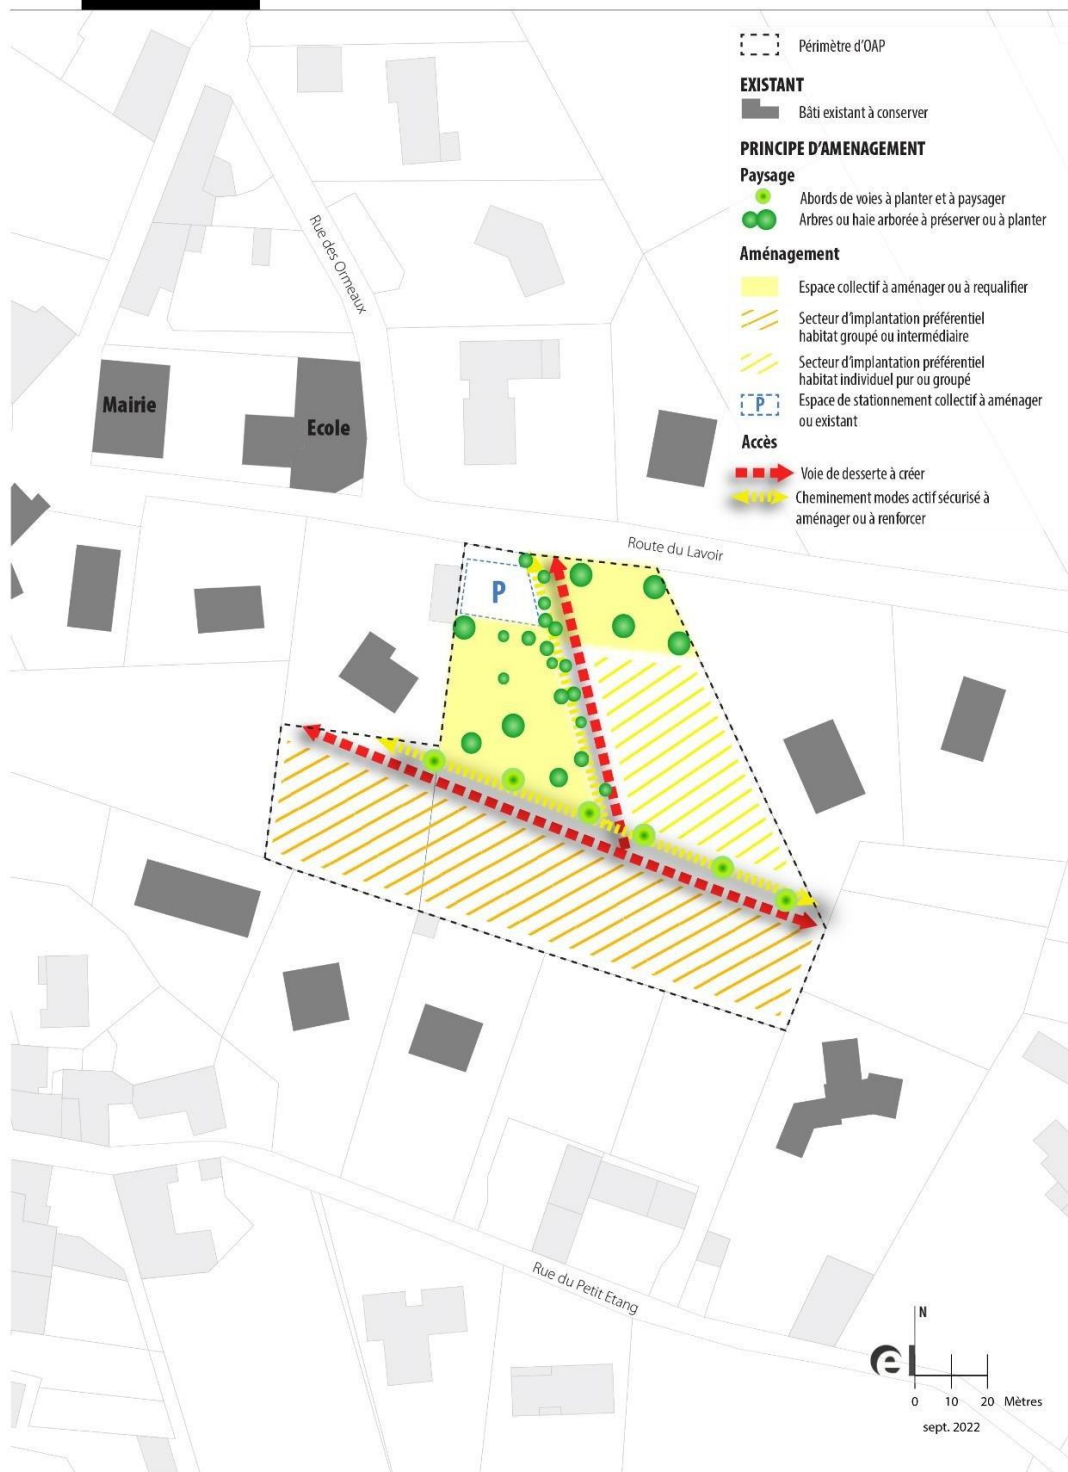 Périmètre d'OAP
EXISTANT
Bâti existant à conserver
PRINCIPE D'AMENAGEMENT
Paysage
Abords de voies à planter et à paysager
Arbres ou haie arborée à préserver ou à planter
Aménagement
Espace collectif à aménager ou à requalifier
Secteur d'implantation préférentiel
habitat groupé ou intermédiaire
Secteur d'implantation préférentiel
habitat individuel pur ou groupé
P
Espace de stationnement collectif à aménager
ou existant
Accès
Voie de desserte à créer
Cheminement modes actif sécurisé à
aménager ou à renforcer
Rue des Ormeaux
Mairie
Ecole
Route du Lavoir
P
Rue du Petit Etang
N
e
0 10 20 Mètres
sept. 2022